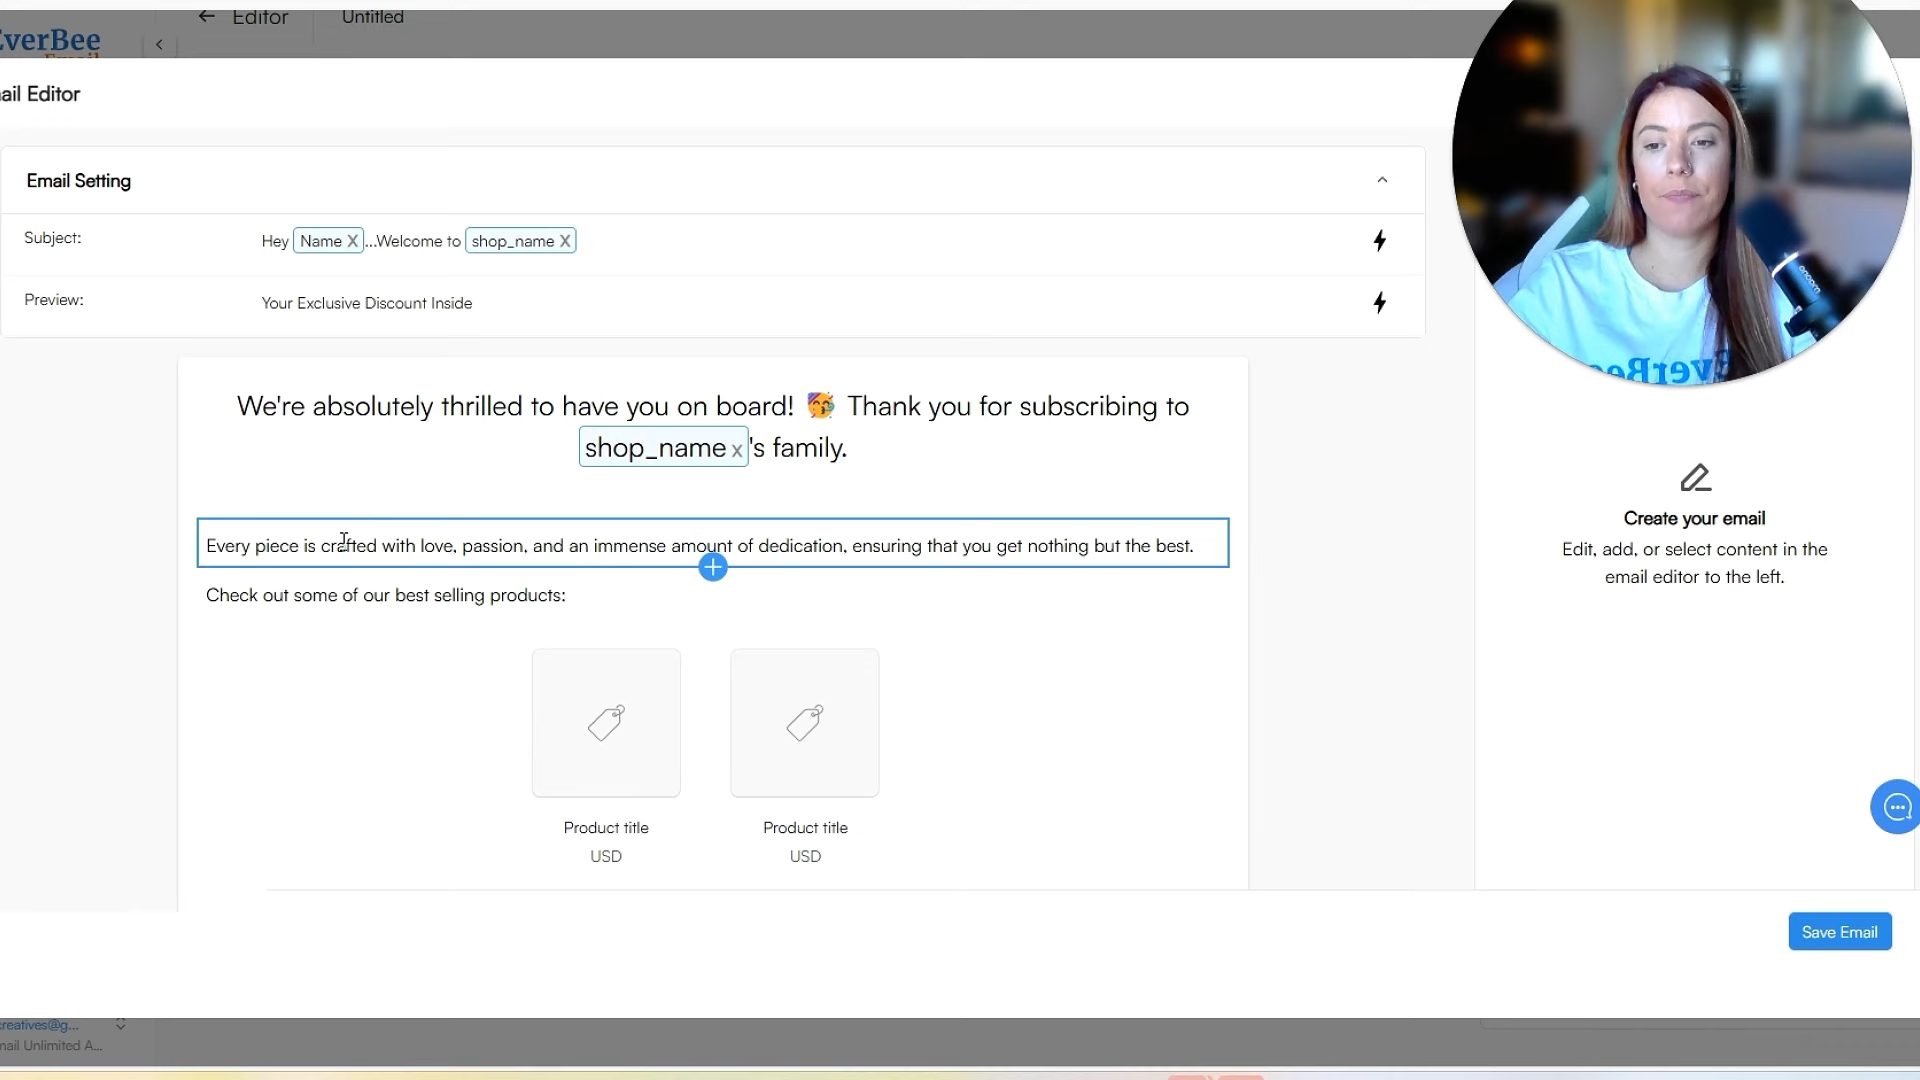 Editor
Untitled
EverBee
Email
ail Editor
Email Setting
Subject:
Hey Name X ...Welcome to shop_name X
Preview:
Your Exclusive Discount Inside
We're absolutely thrilled to have you on board! 🥳 Thank you for subscribing to
shop_name x 's family.
Every piece is crafted with love, passion, and an immense amount of dedication, ensuring that you get nothing but the best.
Check out some of our best selling products:
Product title
USD
Product title
USD
Create your email
Edit, add, or select content in the
email editor to the left.
Save Email
creatives@g...
mail Unlimited A...
EverBee